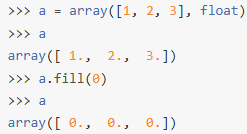 >>> a = array([1, 2, 3], float)
>>> a
array([ 1.,  2.,  3.])
>>> a.fill(0)
>>> a
array([ 0.,  0.,  0.])